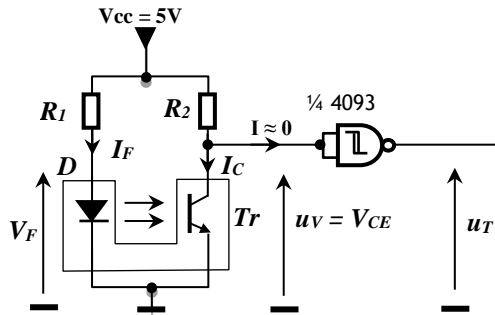 Vcc = 5V
R1
R2
¼ 4093
I ≈ 0
IF
IC
D
Tr
VF
uV = VCE
uT